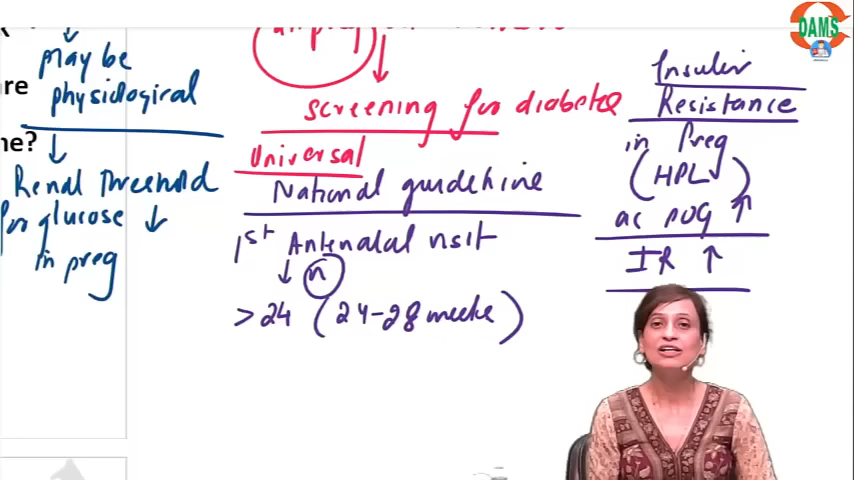 may be
physiological
are
ne?
Renal Threshold
for glucose ↓
in preg
screening for diabetes
Universal
National guideline
1st Antenatal visit
n
>24 (24-28 weeks)
Insulin
Resistance
in Preg
(HPL)
as POG ↑
IR ↑
DAMS